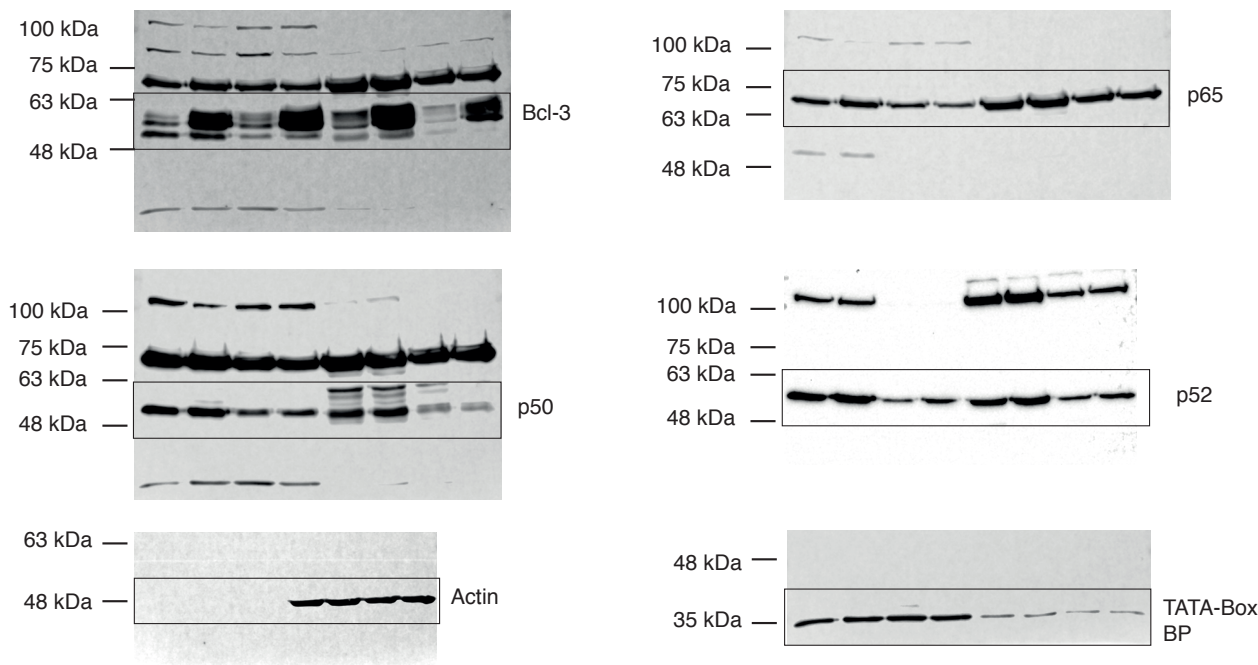 100 kDa
75 kDa
63 kDa
48 kDa
Bcl-3
100 kDa
75 kDa
63 kDa
48 kDa
p65
100 kDa
75 kDa
63 kDa
48 kDa
p50
100 kDa
75 kDa
63 kDa
48 kDa
p52
63 kDa
48 kDa
Actin
48 kDa
35 kDa
TATA-Box
BP